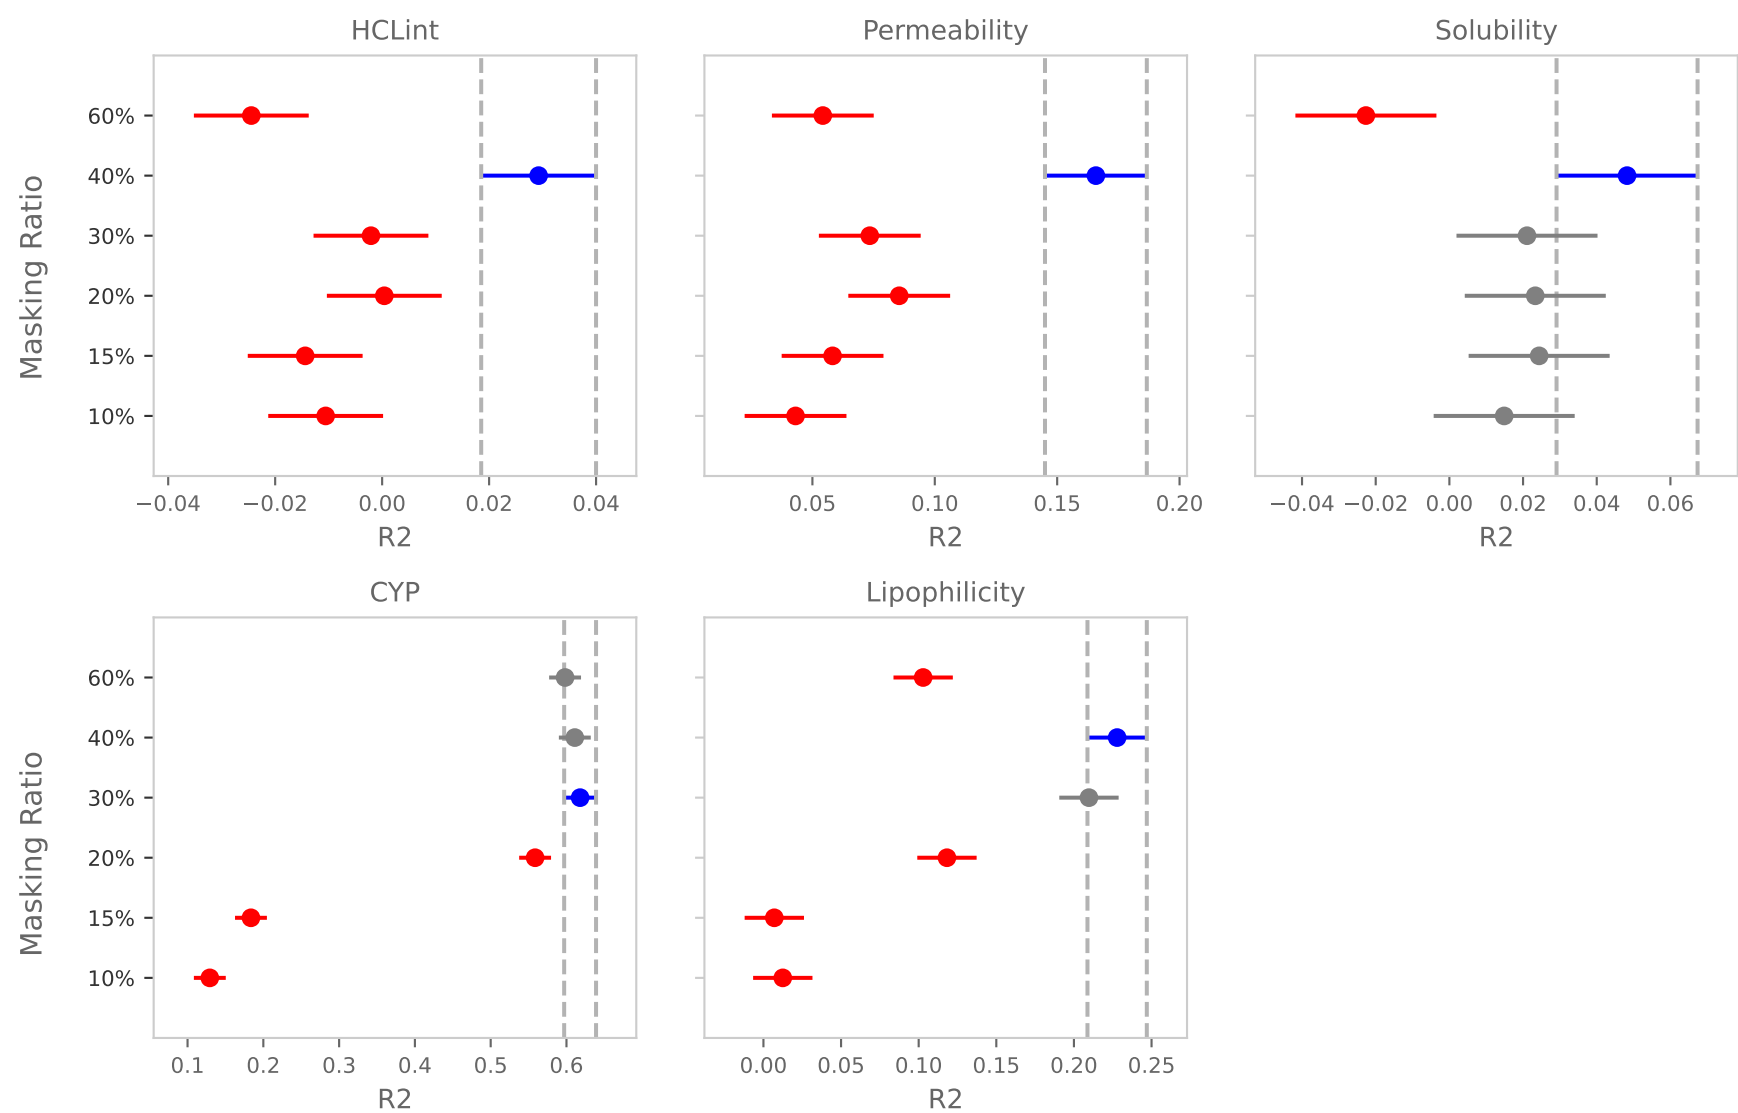 HCLint
Permeability
Solubility
Masking Ratio
60%
40%
30%
20%
15%
10%
−0.04 −0.02 0.00 0.02 0.04
0.05 0.10 0.15 0.20
−0.04 −0.02 0.00 0.02 0.04 0.06
R2
R2
R2
CYP
Lipophilicity
Masking Ratio
60%
40%
30%
20%
15%
10%
0.1 0.2 0.3 0.4 0.5 0.6
0.00 0.05 0.10 0.15 0.20 0.25
R2
R2